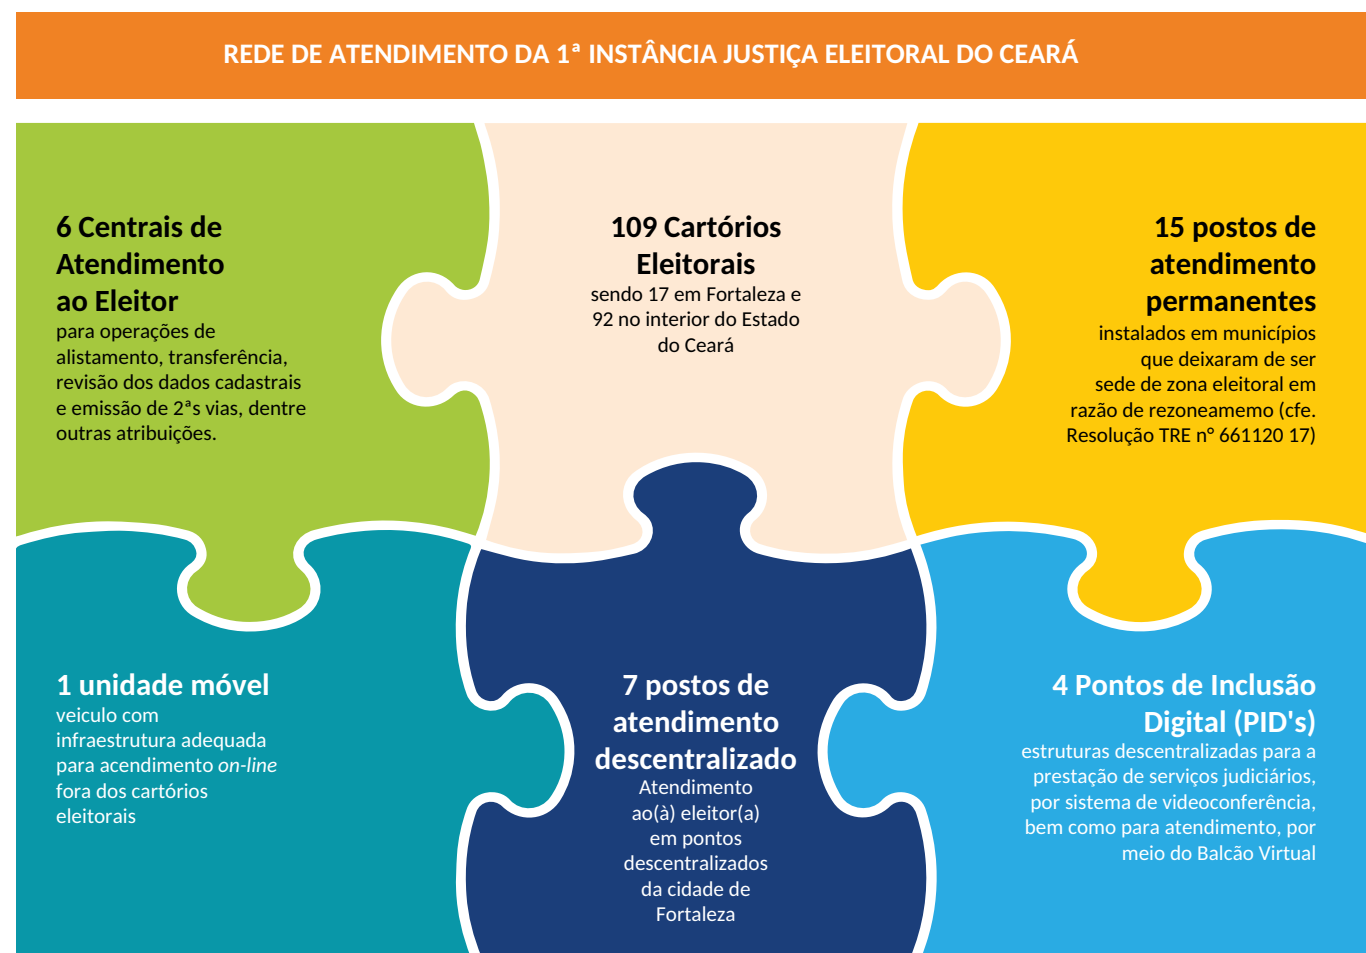 REDE DE ATENDIMENTO DA 1ª INSTÂNCIA JUSTIÇA ELEITORAL DO CEARÁ
6 Centrais de
Atendimento
ao Eleitor
para operações de
alistamento, transferência,
revisão dos dados cadastrais
e emissão de 2ªs vias, dentre
outras atribuições.
109 Cartórios
Eleitorais
sendo 17 em Fortaleza e
92 no interior do Estado
do Ceará
15 postos de
atendimento
permanentes
instalados em municípios
que deixaram de ser
sede de zona eleitoral em
razão de rezoneamemo (cfe.
Resolução TRE n° 661120 17)
1 unidade móvel
veiculo com
infraestrutura adequada
para acendimento on-line
fora dos cartórios
eleitorais
7 postos de
atendimento
descentralizado
Atendimento
ao(à) eleitor(a)
em pontos
descentralizados
da cidade de
Fortaleza
4 Pontos de Inclusão
Digital (PID's)
estruturas descentralizadas para a
prestação de serviços judiciários,
por sistema de videoconferência,
bem como para atendimento, por
meio do Balcão Virtual